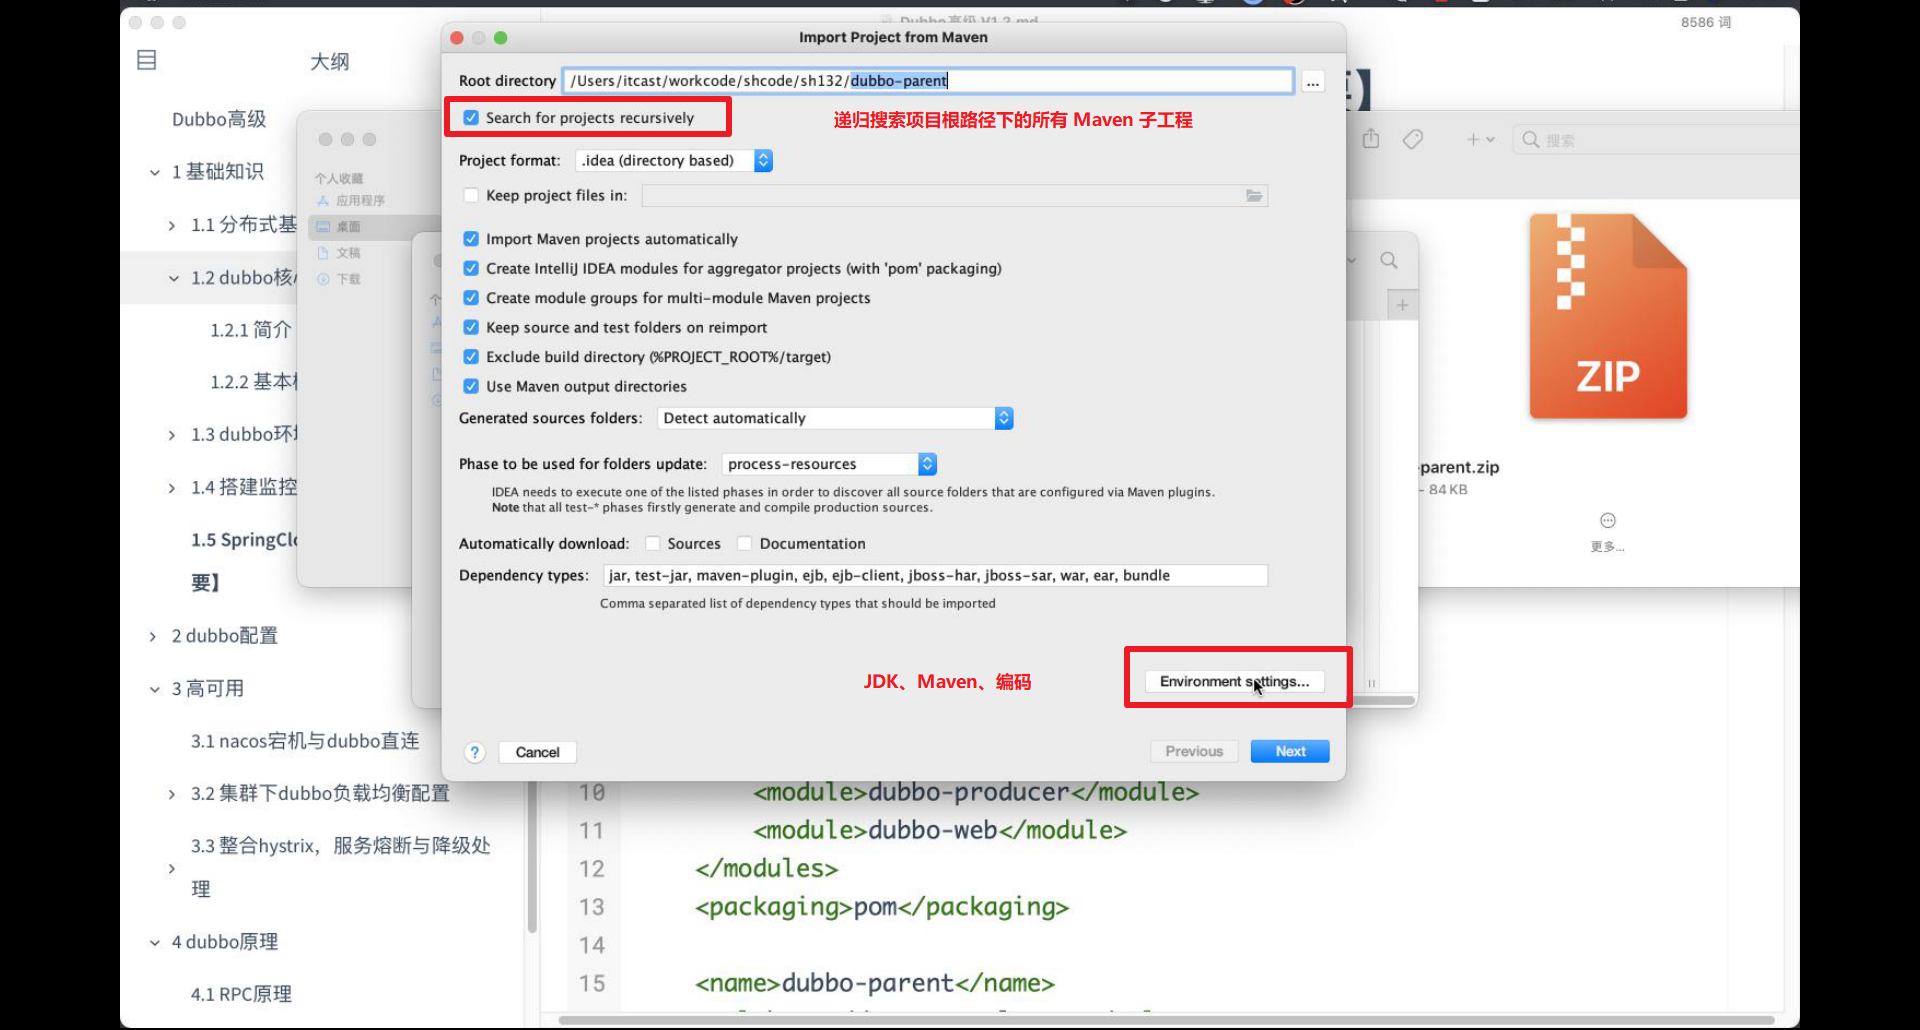 Dubbo高级 V1.2.md
8586 词
大纲
Dubbo高级
1 基础知识
1.1 分布式基
1.2 dubbo核
1.2.1 简介
1.2.2 基本
1.3 dubbo环
1.4 搭建监控
1.5 SpringClo
要】
2 dubbo配置
3 高可用
3.1 nacos宕机与dubbo直连
3.2 集群下dubbo负载均衡配置
3.3 整合hystrix，服务熔断与降级处
理
4 dubbo原理
4.1 RPC原理
个人收藏
应用程序
桌面
文稿
下载
Import Project from Maven
Root directory /Users/itcast/workcode/shcode/sh132/dubbo-parent ...
Search for projects recursively
递归搜索项目根路径下的所有 Maven 子工程
Project format: .idea (directory based)
Keep project files in:
Import Maven projects automatically
Create IntelliJ IDEA modules for aggregator projects (with 'pom' packaging)
Create module groups for multi-module Maven projects
Keep source and test folders on reimport
Exclude build directory (%PROJECT_ROOT%/target)
Use Maven output directories
Generated sources folders: Detect automatically
Phase to be used for folders update: process-resources
IDEA needs to execute one of the listed phases in order to discover all source folders that are configured via Maven plugins.
Note that all test-* phases firstly generate and compile production sources.
Automatically download: Sources Documentation
Dependency types: jar, test-jar, maven-plugin, ejb, ejb-client, jboss-har, jboss-sar, war, ear, bundle
Comma separated list of dependency types that should be imported
JDK、Maven、编码
Environment settings...
? Cancel Previous Next
搜索
ZIP
-parent.zip
- 84 KB
更多...
10 <module>dubbo-producer</module>
11 <module>dubbo-web</module>
12 </modules>
13 <packaging>pom</packaging>
14
15 <name>dubbo-parent</name>